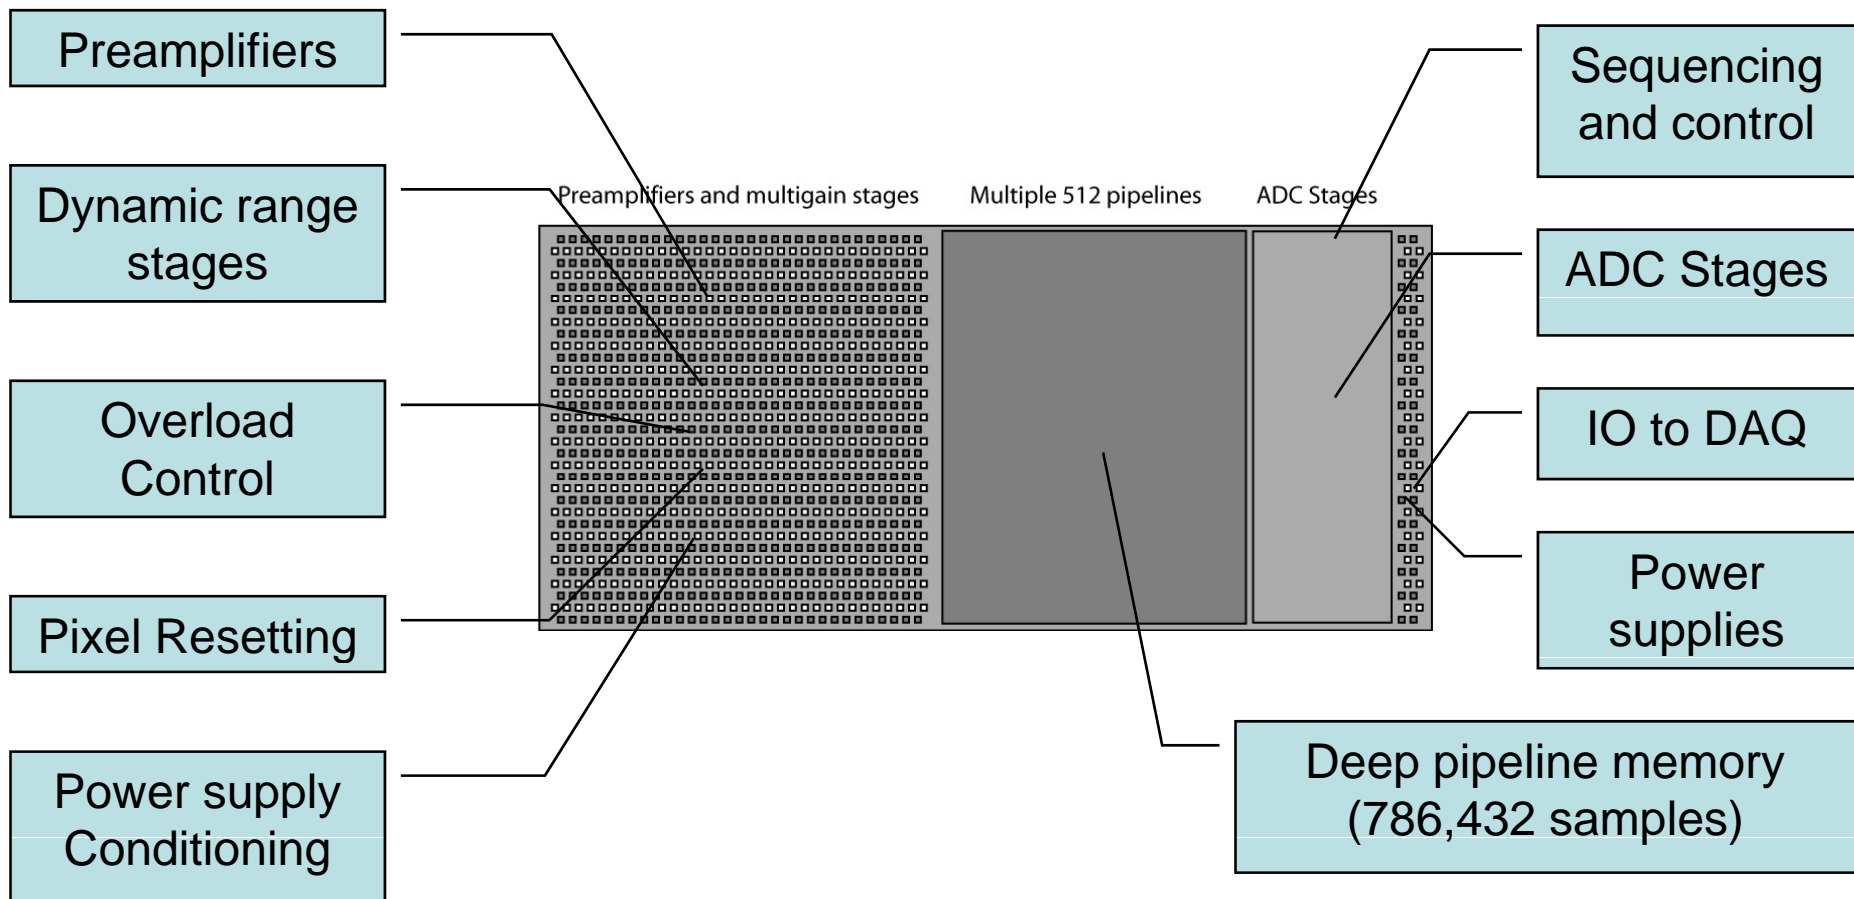 Preamplifiers
Dynamic range
stages
Overload
Control
Pixel Resetting
Power supply
Conditioning
Preamplifiers and multigain stages
Multiple 512 pipelines
ADC Stages
Sequencing
and control
ADC Stages
IO to DAQ
Power
supplies
Deep pipeline memory
(786,432 samples)